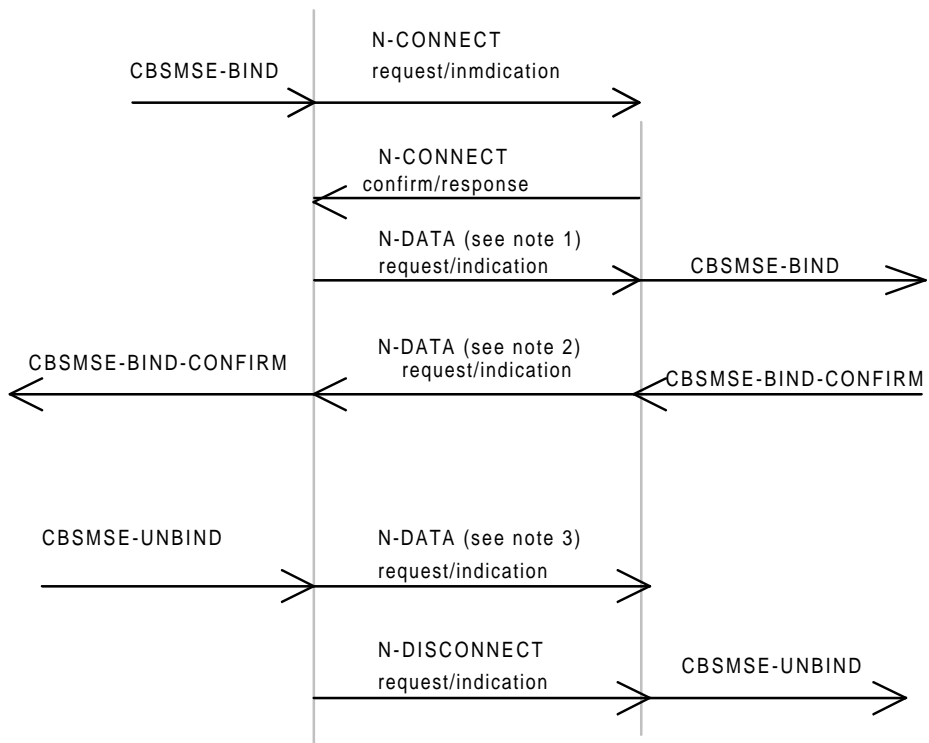 N-CONNECT
CBSMSE-BIND
request/inmdication
N-CONNECT
confirm/response
N-DATA (see note 1)
request/indication
CBSMSE-BIND
N-DATA (see note 2)
CBSMSE-BIND-CONFIRM
request/indication
CBSMSE-BIND-CONFIRM
CBSMSE-UNBIND
N-DATA (see note 3)
request/indication
N-DISCONNECT
CBSMSE-UNBIND
request/indication